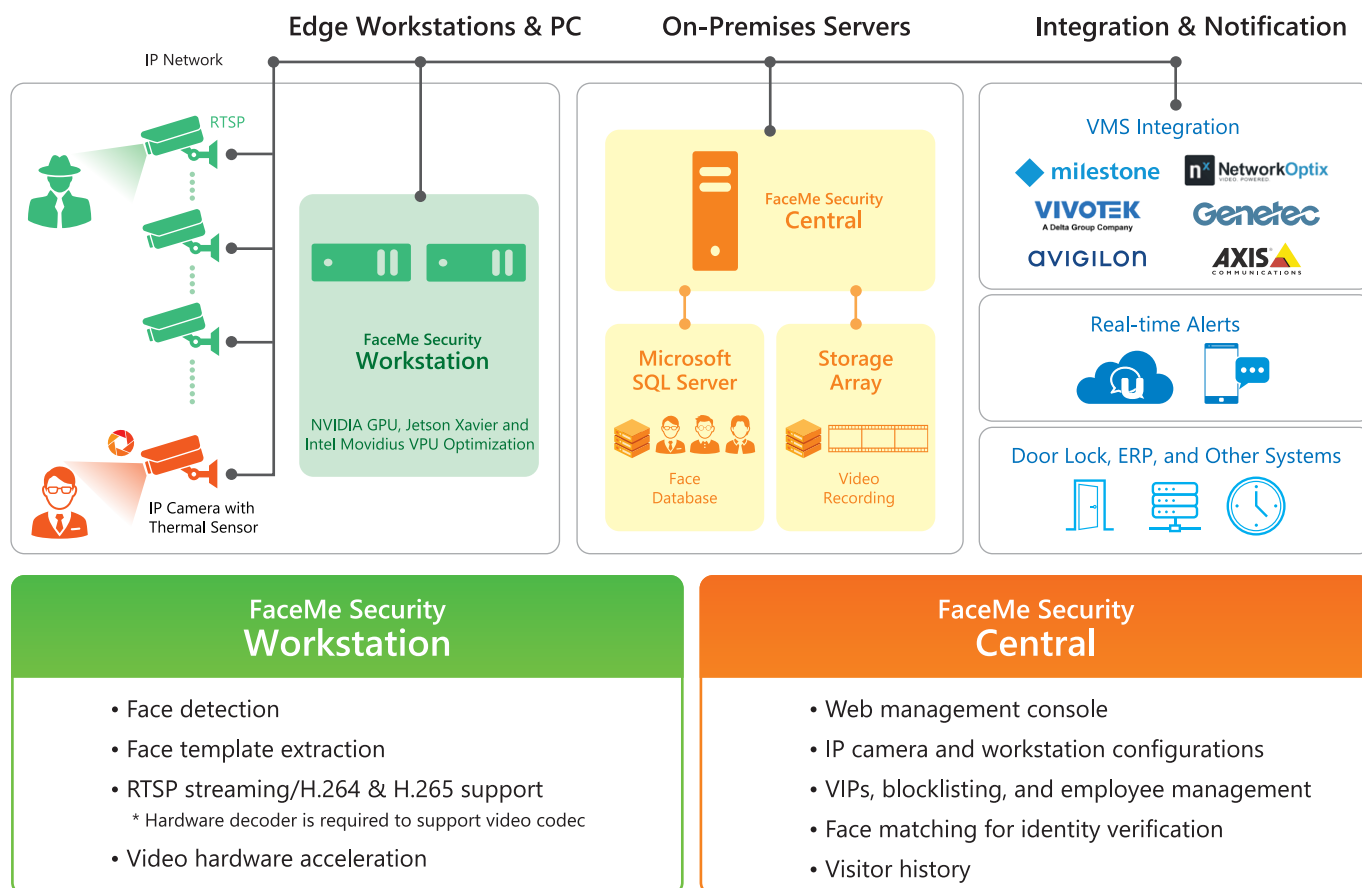 Edge Workstations & PC
On-Premises Servers
Integration & Notification
IP Network
RTSP
IP Camera with
Thermal Sensor
FaceMe Security
Workstation
NVIDIA GPU, Jetson Xavier and
Intel Movidius VPU Optimization
FaceMe Security
Central
Microsoft
SQL Server
Face
Database
Storage
Array
Video
Recording
VMS Integration
milestone
nx NetworkOptix
VIDEO. POWERED.
VIVOTEK
A Delta Group Company
Genetec
AVIGILON
AXIS
COMMUNICATIONS
Real-time Alerts
U
Door Lock, ERP, and Other Systems
FaceMe Security
Workstation
• Face detection
• Face template extraction
• RTSP streaming/H.264 & H.265 support
* Hardware decoder is required to support video codec
• Video hardware acceleration
FaceMe Security
Central
• Web management console
• IP camera and workstation configurations
• VIPs, blocklisting, and employee management
• Face matching for identity verification
• Visitor history